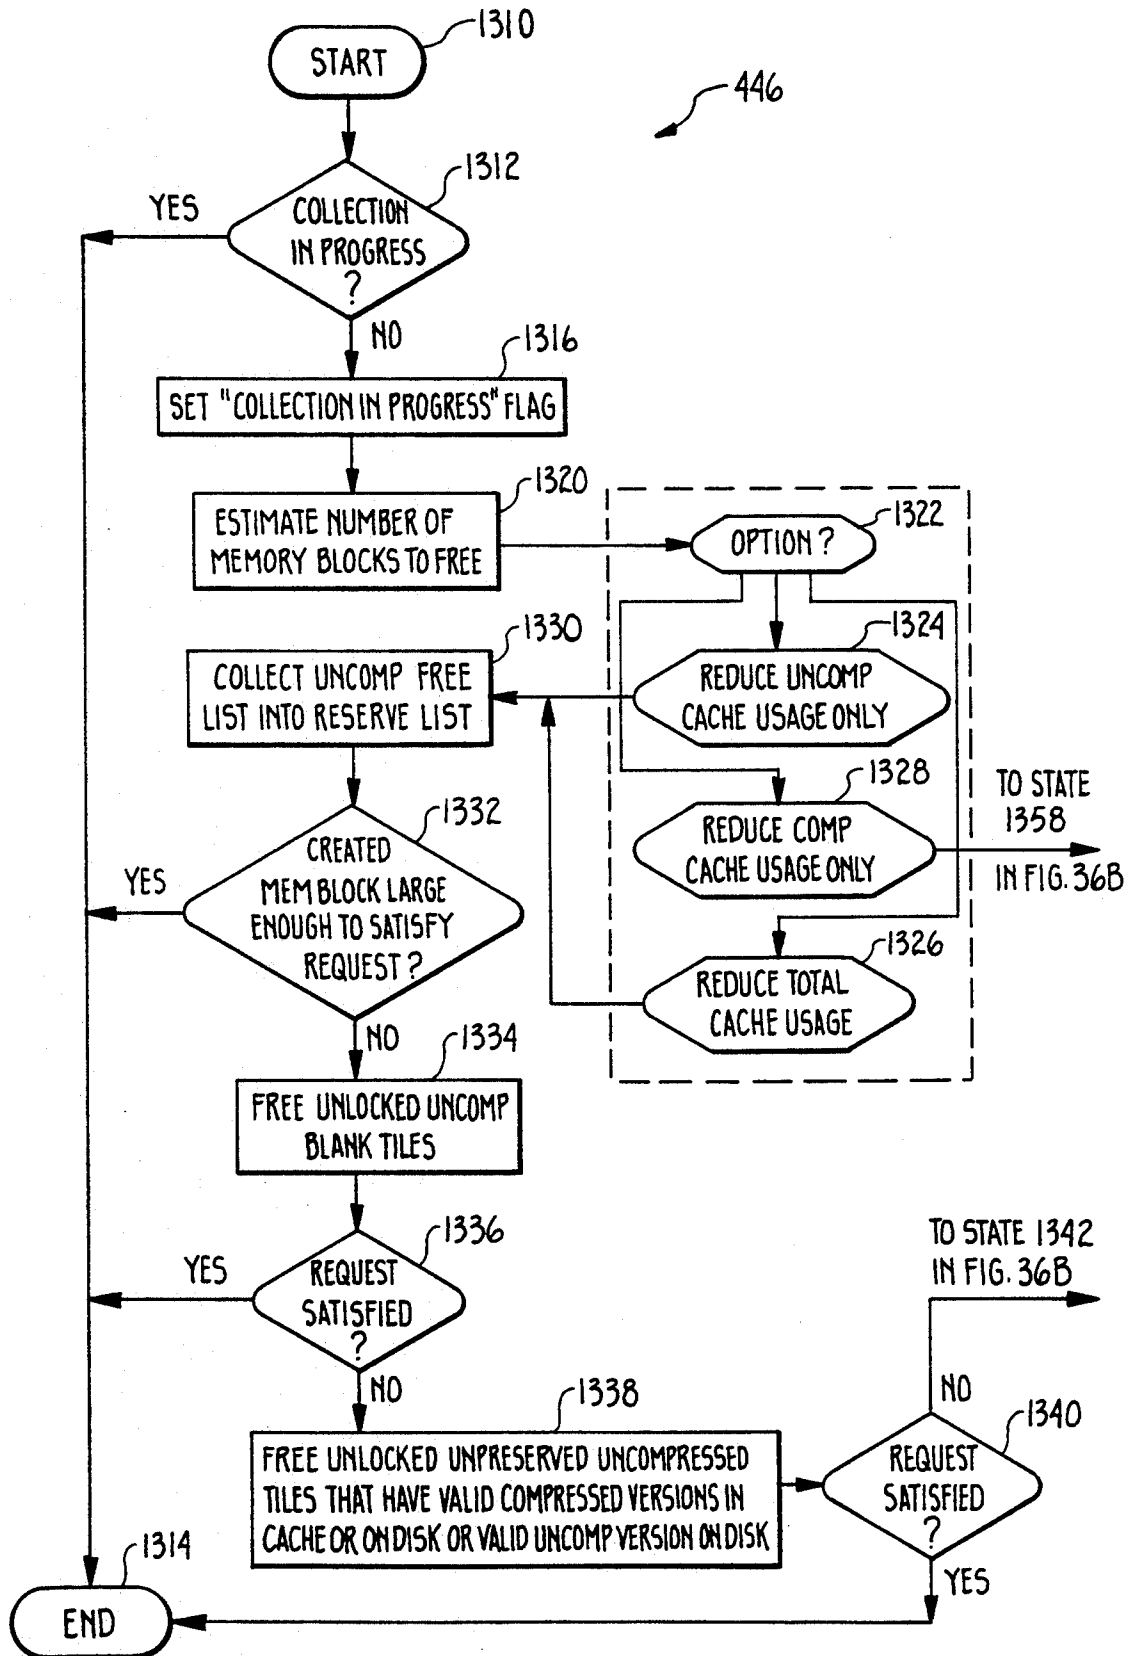 1310
START
446
1312
YES
COLLECTION
IN PROGRESS
?
NO
1316
SET "COLLECTION IN PROGRESS" FLAG
1320
ESTIMATE NUMBER OF
MEMORY BLOCKS TO FREE
1322
OPTION ?
1330
COLLECT UNCOMP FREE
LIST INTO RESERVE LIST
1324
REDUCE UNCOMP
CACHE USAGE ONLY
1328
REDUCE COMP
CACHE USAGE ONLY
TO STATE
1358
IN FIG. 36B
1332
YES
CREATED
MEM BLOCK LARGE
ENOUGH TO SATISFY
REQUEST ?
NO
1326
REDUCE TOTAL
CACHE USAGE
1334
FREE UNLOCKED UNCOMP
BLANK TILES
1336
YES
REQUEST
SATISFIED
?
NO
TO STATE 1342
IN FIG. 36B
1338
FREE UNLOCKED UNPRESERVED UNCOMPRESSED
TILES THAT HAVE VALID COMPRESSED VERSIONS IN
CACHE OR ON DISK OR VALID UNCOMP VERSION ON DISK
NO
1340
REQUEST
SATISFIED
?
YES
1314
END